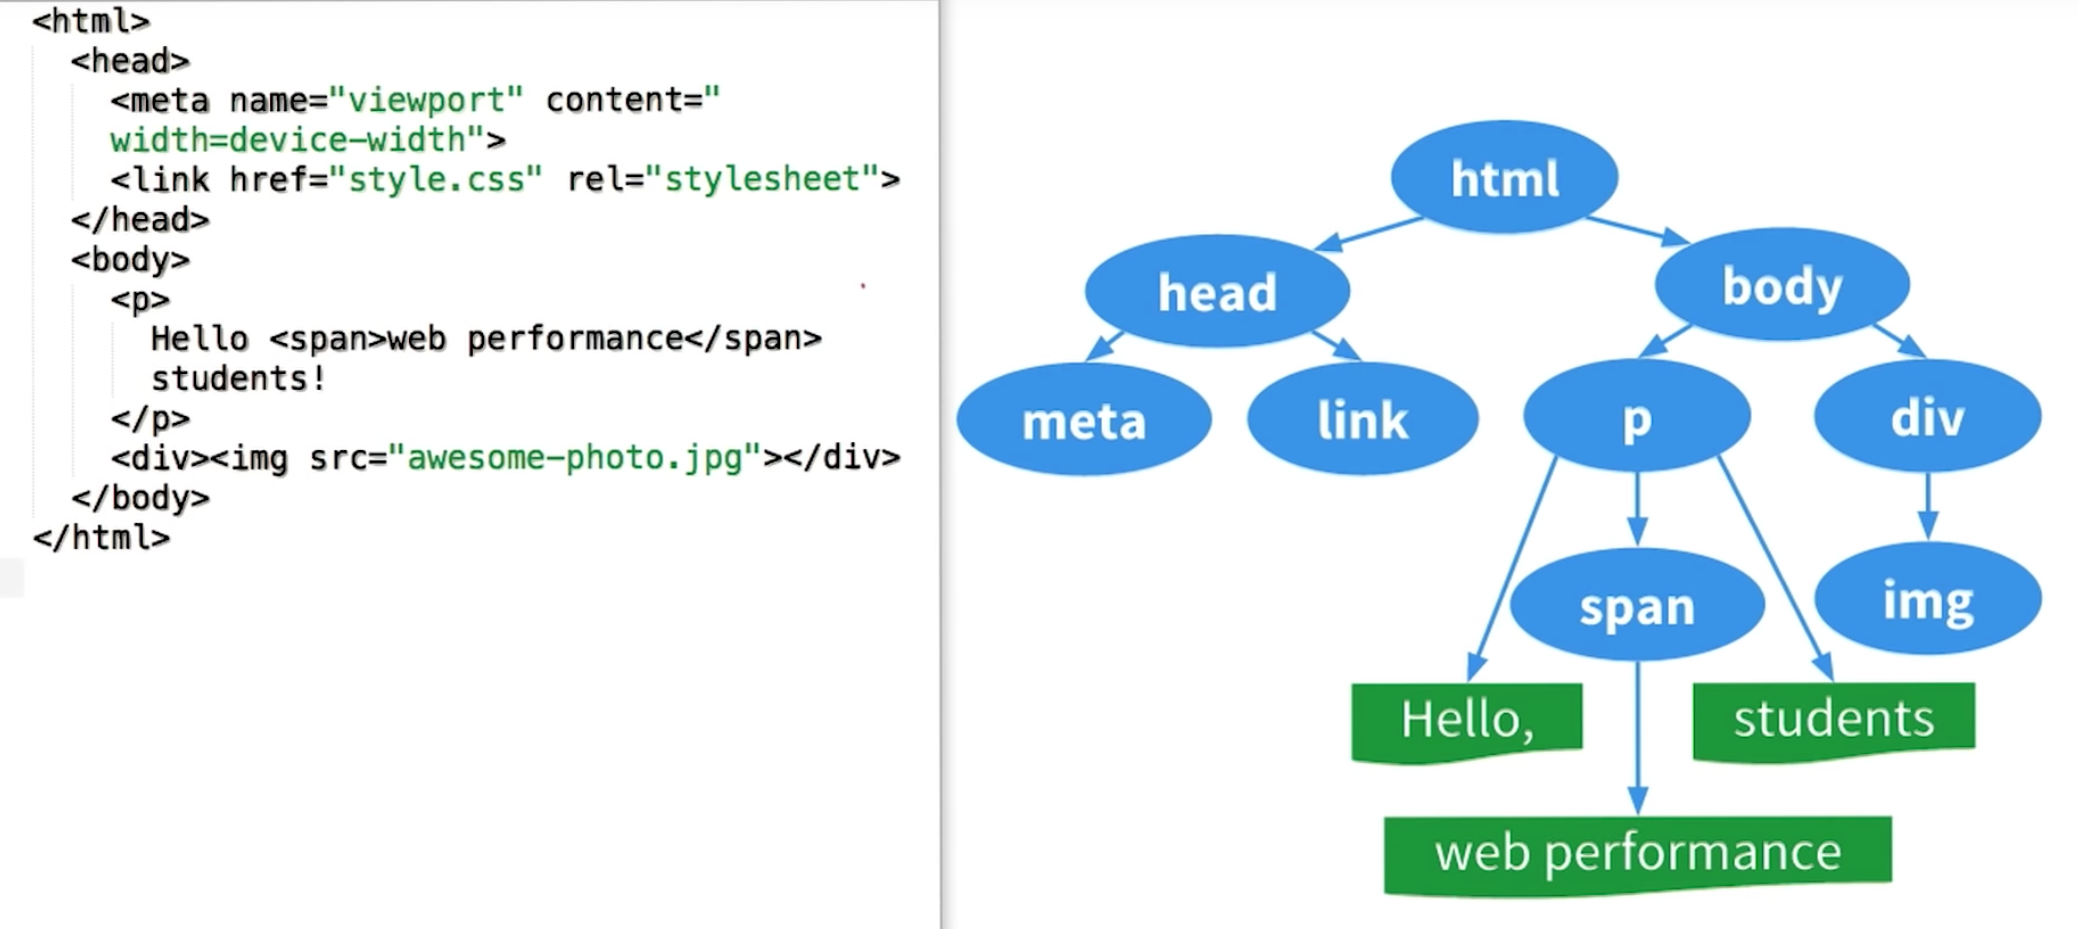 <html>
<head>
<meta name="viewport" content="
width=device-width">
<link href="style.css" rel="stylesheet">
</head>
<body>
<p>
Hello <span>web performance</span>
students!
</p>
<div><img src="awesome-photo.jpg"></div>
</body>
</html>
html
head
body
meta
link
p
div
span
img
Hello,
students
web performance